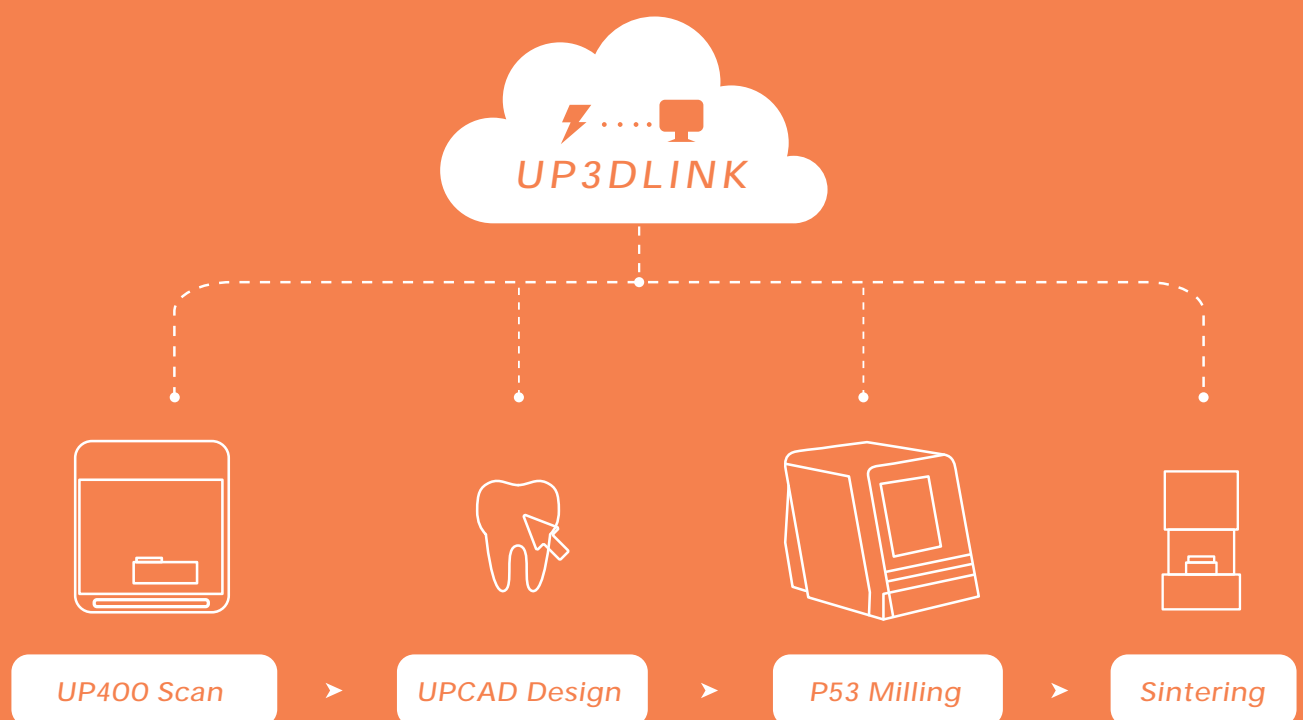 UP3DLINK
UP400 Scan
UPCAD Design
P53 Milling
Sintering